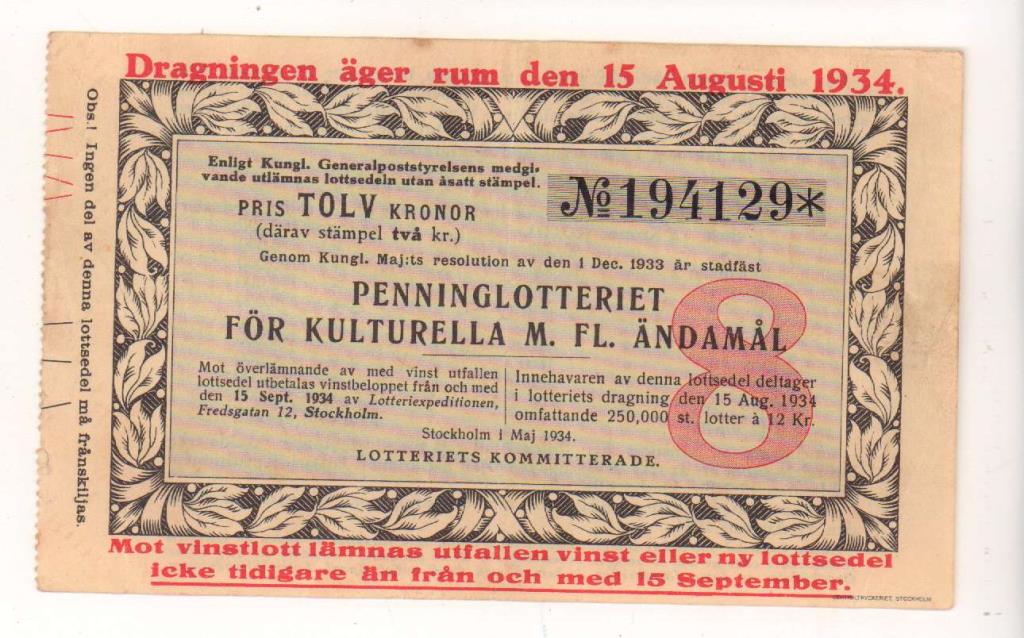 Dragningen äger rum den 15 Augusti 1934.
Obs.! Ingen del av denna lottsedel må frånskiljas.
Enligt Kungl. Generalpoststyrelsens medgi-
vande utlämnas lottsedeln utan åsatt stämpel.
№194129*
PRIS TOLV KRONOR
(därav stämpel två kr.)
Genom Kungl. Maj:ts resolution av den 1 Dec. 1933 är stadfäst
PENNINGLOTTERIET
FÖR KULTURELLA M. FL. ÄNDAMÅL
8
Mot överlämnande av med vinst utfallen
lottsedel utbetalas vinstbeloppet från och med
den 15 Sept. 1934 av Lotteriexpeditionen,
Fredsgatan 12, Stockholm.
Innehavaren av denna lottsedel deltager
i lotteriets dragning den 15 Aug. 1934
omfattande 250,000 st. lotter à 12 Kr.
Stockholm i Maj 1934.
LOTTERIETS KOMMITTERADE.
Mot vinstlott lämnas utfallen vinst eller ny lottsedel
icke tidigare än från och med 15 September.
STOCKHOLM